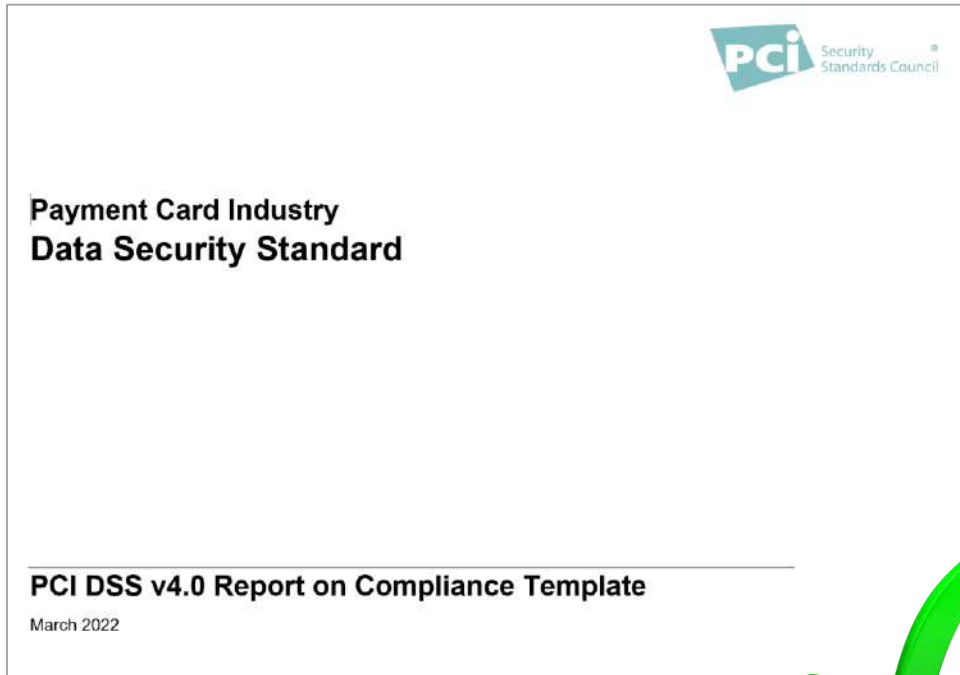 PCI Security ®
Standards Council
Payment Card Industry
Data Security Standard
PCI DSS v4.0 Report on Compliance Template
March 2022